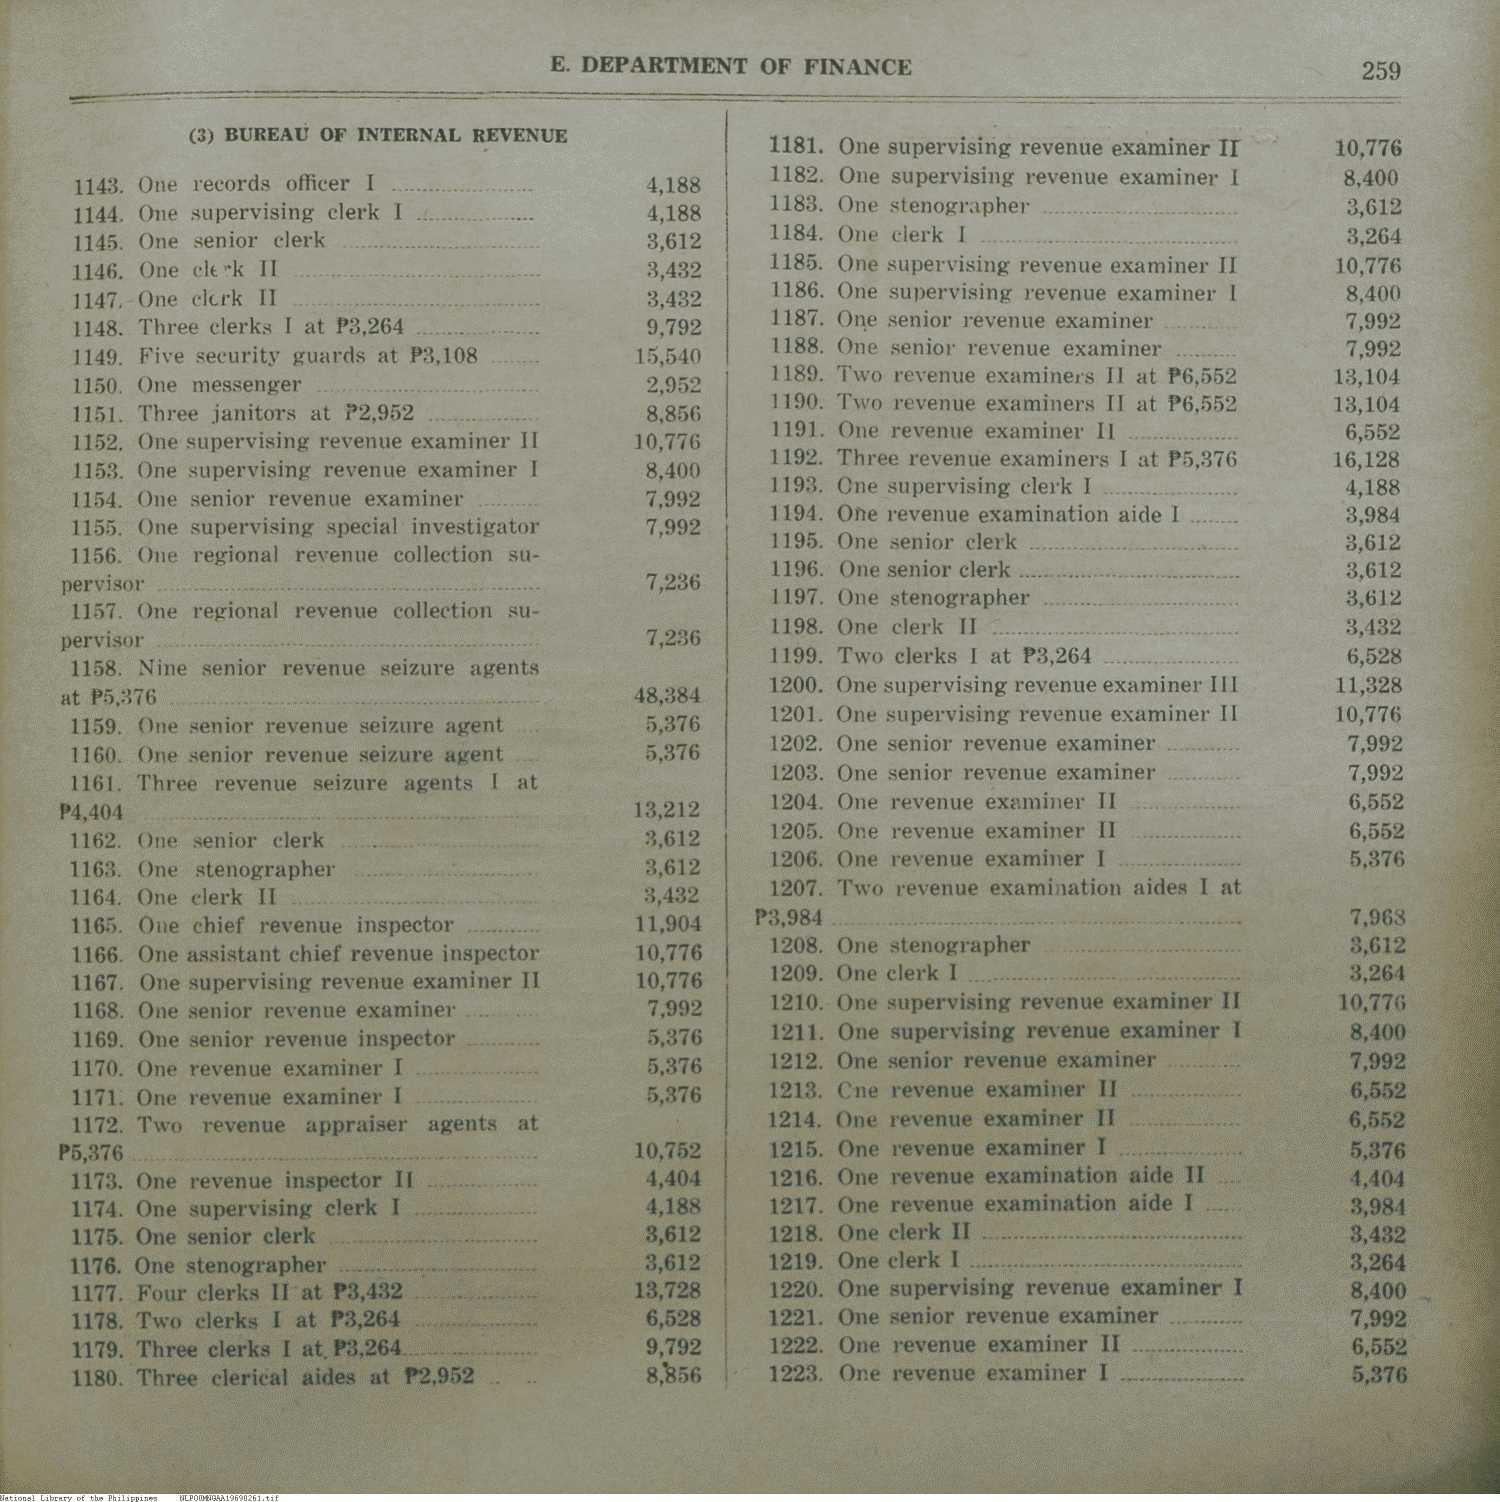 E. DEPARTMENT OF FINANCE
259
(3) BUREAU OF INTERNAL REVENUE
1143. One records officer I 4,188
1144. One supervising clerk I 4,188
1145. One senior clerk 3,612
1146. One clerk II 3,432
1147. One clerk II 3,432
1148. Three clerks I at ₱3,264 9,792
1149. Five security guards at ₱3,108 15,540
1150. One messenger 2,952
1151. Three janitors at ₱2,952 8,856
1152. One supervising revenue examiner II 10,776
1153. One supervising revenue examiner I 8,400
1154. One senior revenue examiner 7,992
1155. One supervising special investigator 7,992
1156. One regional revenue collection su-
pervisor 7,236
1157. One regional revenue collection su-
pervisor 7,236
1158. Nine senior revenue seizure agents
at ₱5,376 48,384
1159. One senior revenue seizure agent 5,376
1160. One senior revenue seizure agent 5,376
1161. Three revenue seizure agents I at
₱4,404 13,212
1162. One senior clerk 3,612
1163. One stenographer 3,612
1164. One clerk II 3,432
1165. One chief revenue inspector 11,904
1166. One assistant chief revenue inspector 10,776
1167. One supervising revenue examiner II 10,776
1168. One senior revenue examiner 7,992
1169. One senior revenue inspector 5,376
1170. One revenue examiner I 5,376
1171. One revenue examiner I 5,376
1172. Two revenue appraiser agents at
₱5,376 10,752
1173. One revenue inspector II 4,404
1174. One supervising clerk I 4,188
1175. One senior clerk 3,612
1176. One stenographer 3,612
1177. Four clerks II at ₱3,432 13,728
1178. Two clerks I at ₱3,264 6,528
1179. Three clerks I at ₱3,264 9,792
1180. Three clerical aides at ₱2,952 8,856
1181. One supervising revenue examiner II 10,776
1182. One supervising revenue examiner I 8,400
1183. One stenographer 3,612
1184. One clerk I 3,264
1185. One supervising revenue examiner II 10,776
1186. One supervising revenue examiner I 8,400
1187. One senior revenue examiner 7,992
1188. One senior revenue examiner 7,992
1189. Two revenue examiners II at ₱6,552 13,104
1190. Two revenue examiners II at ₱6,552 13,104
1191. One revenue examiner II 6,552
1192. Three revenue examiners I at ₱5,376 16,128
1193. One supervising clerk I 4,188
1194. One revenue examination aide I 3,984
1195. One senior clerk 3,612
1196. One senior clerk 3,612
1197. One stenographer 3,612
1198. One clerk II 3,432
1199. Two clerks I at ₱3,264 6,528
1200. One supervising revenue examiner III 11,328
1201. One supervising revenue examiner II 10,776
1202. One senior revenue examiner 7,992
1203. One senior revenue examiner 7,992
1204. One revenue examiner II 6,552
1205. One revenue examiner II 6,552
1206. One revenue examiner I 5,376
1207. Two revenue examination aides I at
₱3,984 7,968
1208. One stenographer 3,612
1209. One clerk I 3,264
1210. One supervising revenue examiner II 10,776
1211. One supervising revenue examiner I 8,400
1212. One senior revenue examiner 7,992
1213. One revenue examiner II 6,552
1214. One revenue examiner II 6,552
1215. One revenue examiner I 5,376
1216. One revenue examination aide II 4,404
1217. One revenue examination aide I 3,984
1218. One clerk II 3,432
1219. One clerk I 3,264
1220. One supervising revenue examiner I 8,400
1221. One senior revenue examiner 7,992
1222. One revenue examiner II 6,552
1223. One revenue examiner I 5,376
National Library of the Philippines NLPOOMNGAA19690261.tif